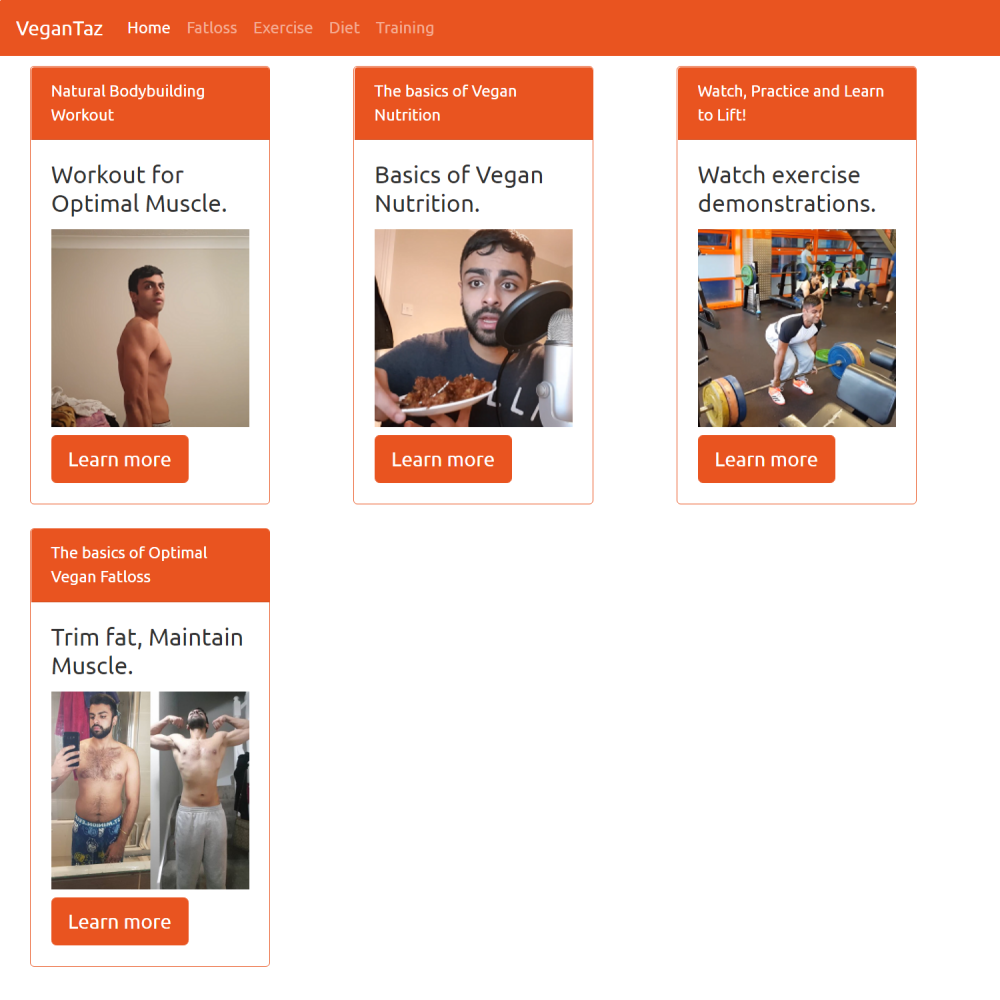 VeganTaz Home Fatloss Exercise Diet Training
Natural Bodybuilding
Workout
Workout for
Optimal Muscle.
Learn more
The basics of Vegan
Nutrition
Basics of Vegan
Nutrition.
Learn more
Watch, Practice and Learn
to Lift!
Watch exercise
demonstrations.
Learn more
The basics of Optimal
Vegan Fatloss
Trim fat, Maintain
Muscle.
Learn more